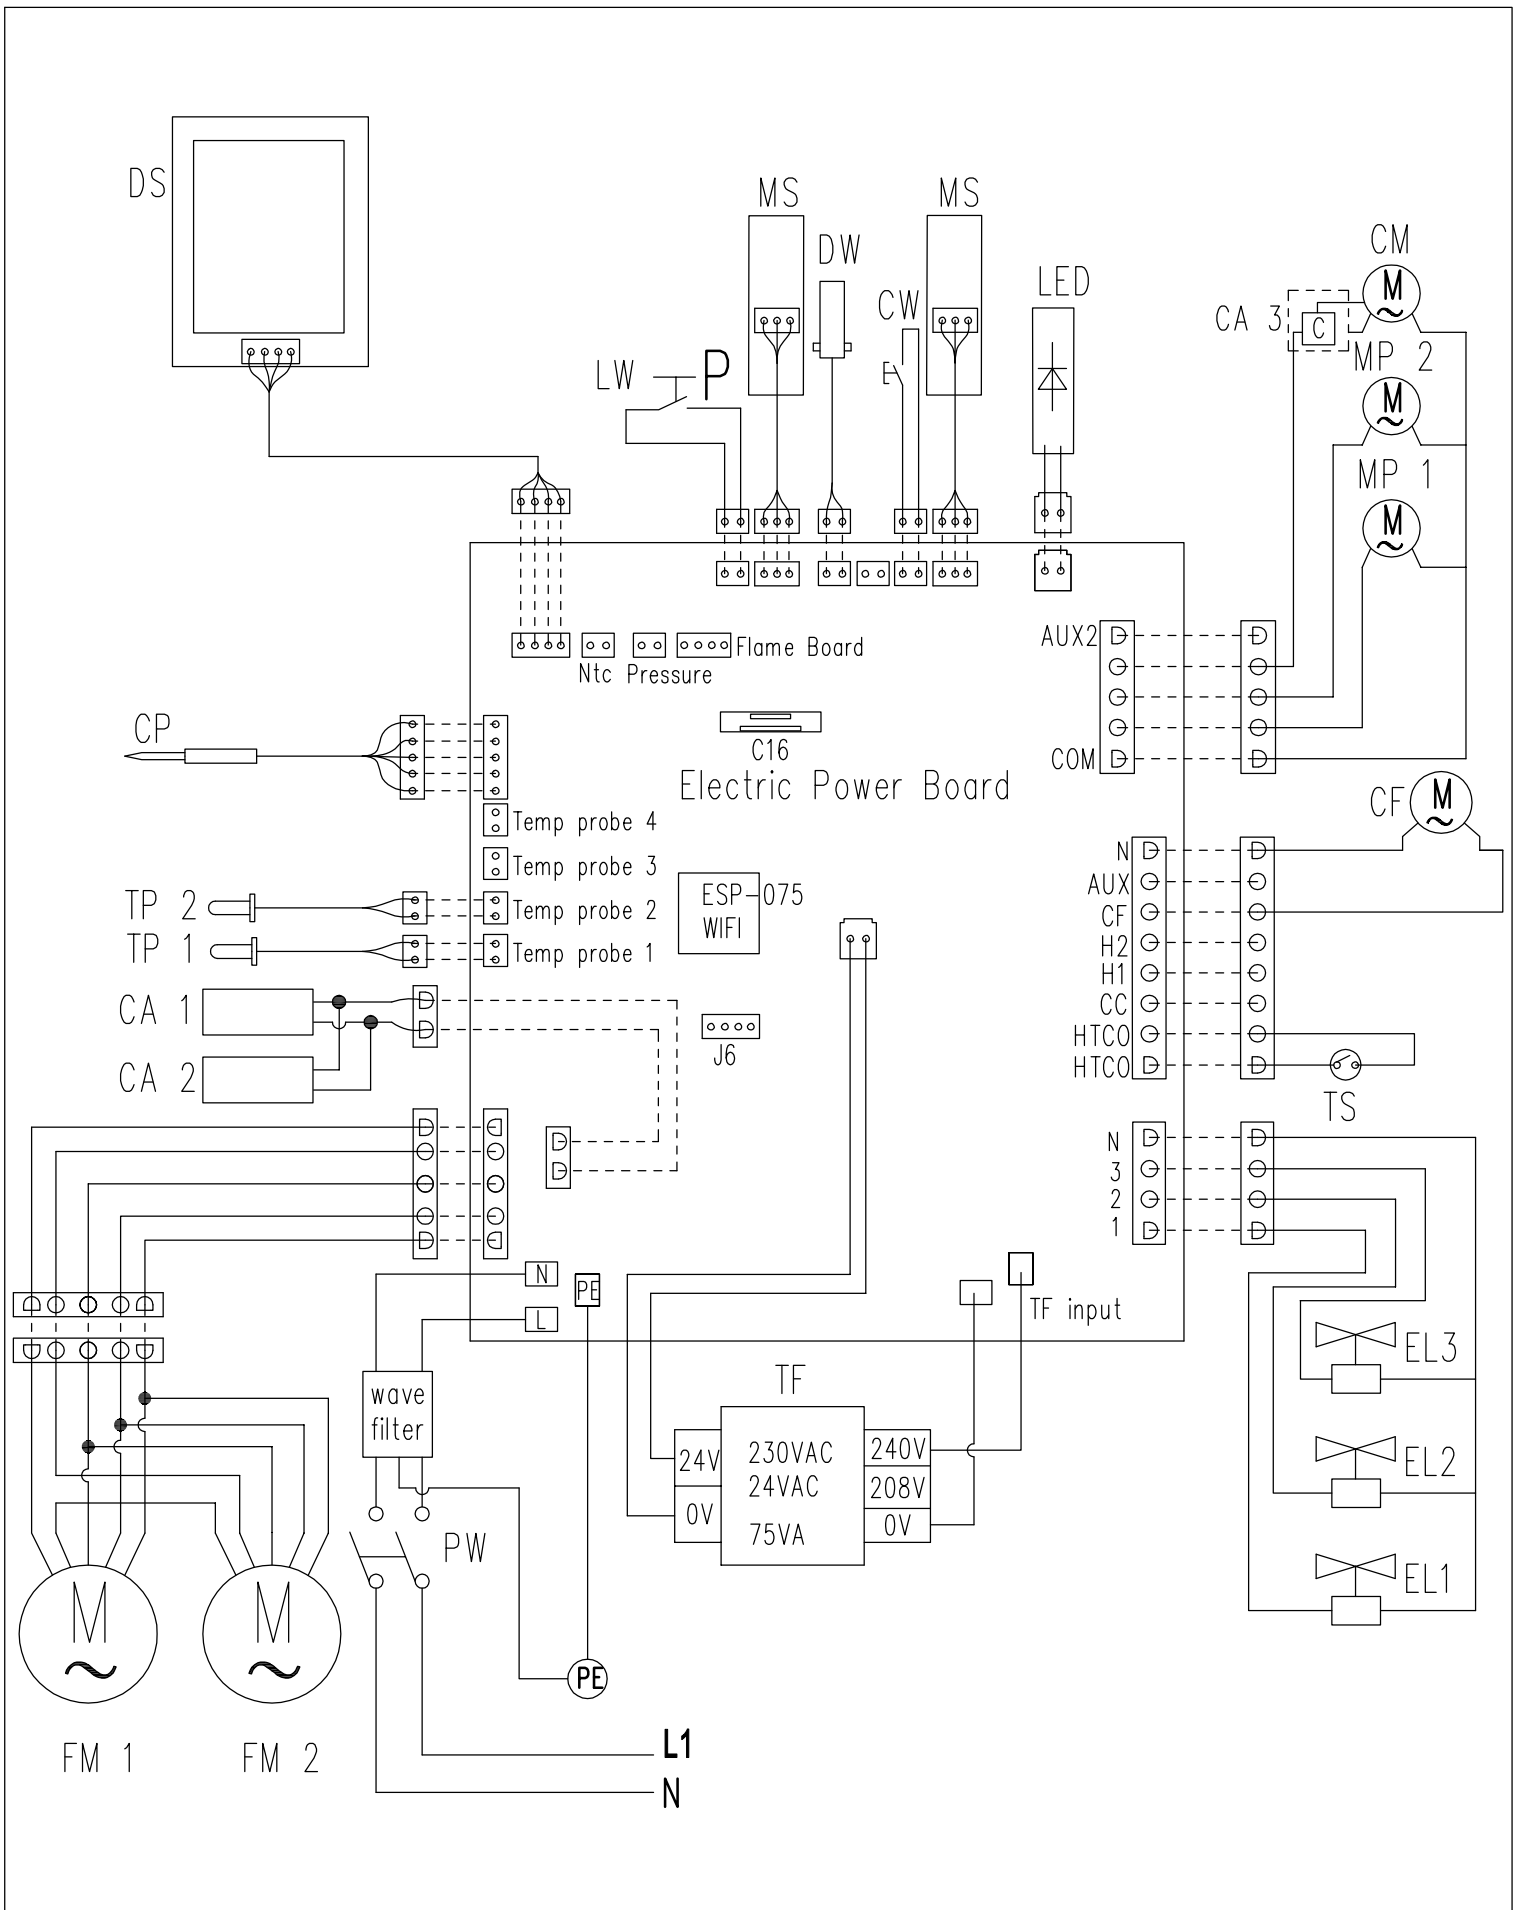 DS
MS
MS
DW
CM
LED
CW
CA 3
C
M
MP 2
LW
P
M
MP 1
M
AUX2
Flame Board
Ntc Pressure
CP
C16
COM
Electric Power Board
M
CF
Temp probe 4
N
Temp probe 3
AUX
ESP-075
WIFI
TP 2
Temp probe 2
CF
TP 1
Temp probe 1
H2
H1
CA 1
CC
J6
HTCO
CA 2
HTCO
TS
N
3
2
1
N
PE
L
TF input
EL3
TF
wave
filter
24V
0V
230VAC
24VAC
75VA
240V
208V
0V
EL2
PW
EL1
M
M
PE
FM 1
FM 2
L1
N